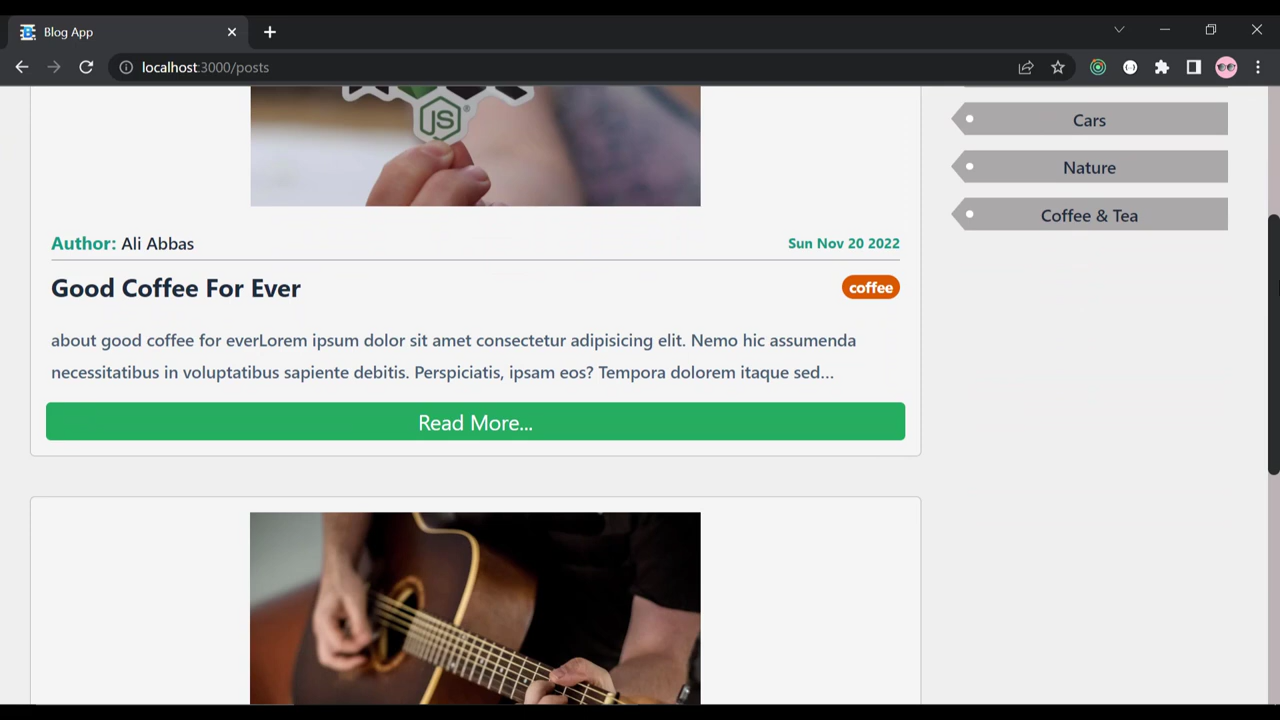 Blog App
localhost:3000/posts
JS
®
Cars
Nature
Coffee & Tea
Author: Ali Abbas
Sun Nov 20 2022
Good Coffee For Ever
coffee
about good coffee for everLorem ipsum dolor sit amet consectetur adipisicing elit. Nemo hic assumenda
necessitatibus in voluptatibus sapiente debitis. Perspiciatis, ipsam eos? Tempora dolorem itaque sed...
Read More...